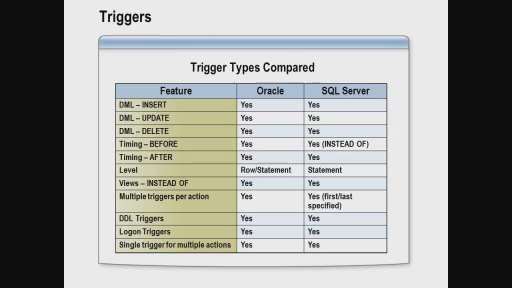 Triggers
Trigger Types Compared
Feature Oracle SQL Server
DML – INSERT Yes Yes
DML – UPDATE Yes Yes
DML – DELETE Yes Yes
Timing – BEFORE Yes Yes (INSTEAD OF)
Timing – AFTER Yes Yes
Level Row/Statement Statement
Views – INSTEAD OF Yes Yes
Multiple triggers per action Yes Yes (first/last
specified)
DDL Triggers Yes Yes
Logon Triggers Yes Yes
Single trigger for multiple actions Yes Yes